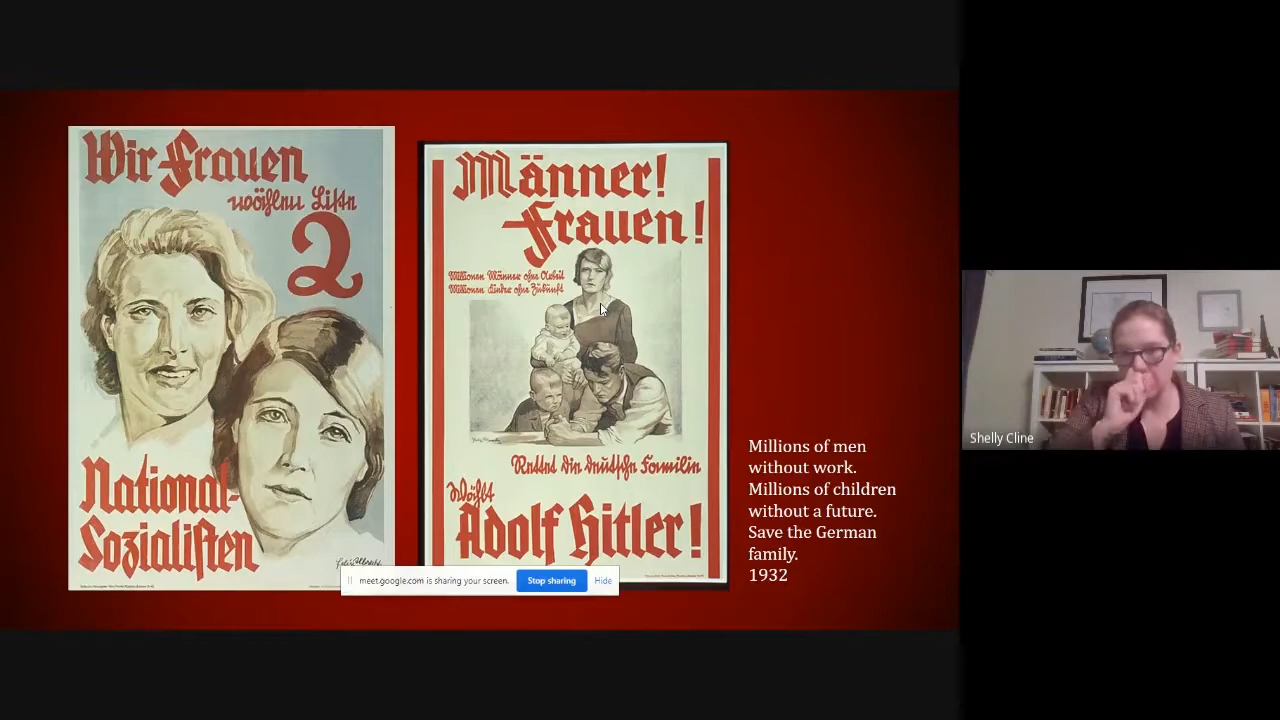 Wir Frauen
wählen Liste
2
National-
Sozialisten
Männer!
Frauen!
Millionen Männer ohne Arbeit
Millionen Kinder ohne Zukunft
Rettet die deutsche Familie
Wählt
Adolf Hitler!
Millions of men
without work.
Millions of children
without a future.
Save the German
family.
1932
meet.google.com is sharing your screen.
Stop sharing
Hide
Shelly Cline